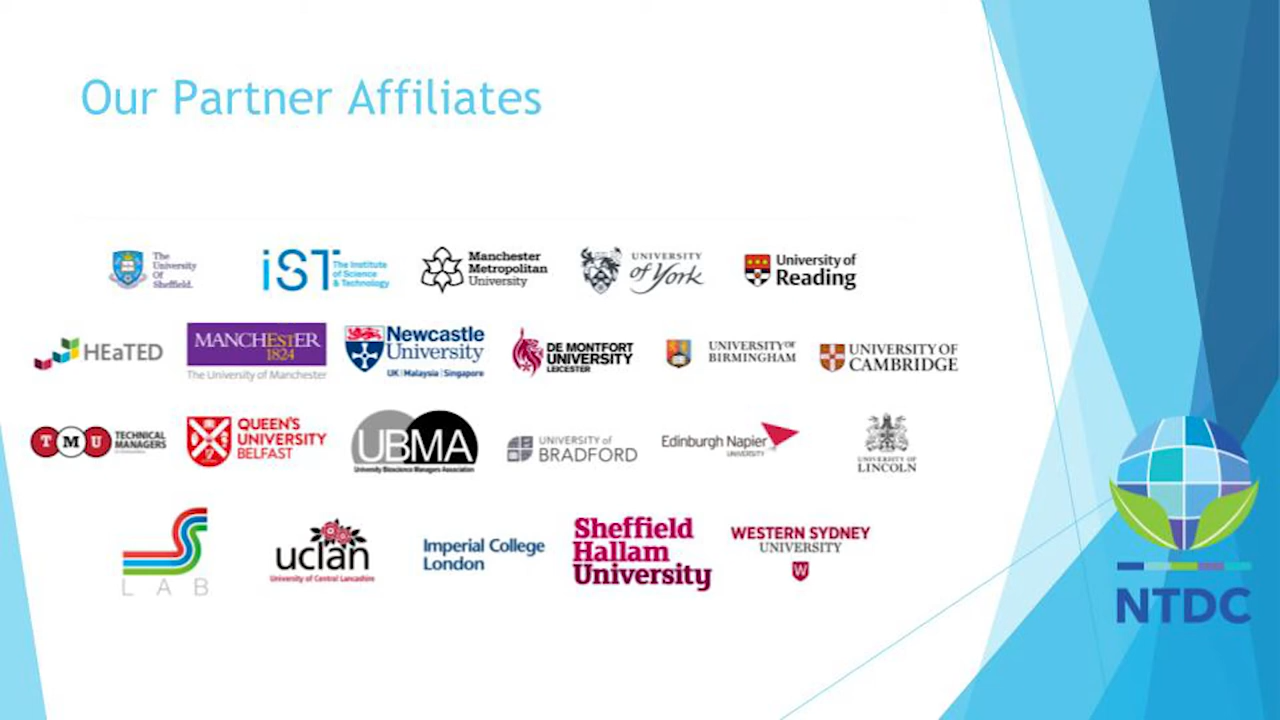 Our Partner Affiliates
The
University
Of
Sheffield.
iST
The Institute
of Science
& Technology
Manchester
Metropolitan
University
UNIVERSITY
of York
University of
Reading
HEaTED
MANCHESTER
1824
The University of Manchester
Newcastle
University
UK | Malaysia | Singapore
DE MONTFORT
UNIVERSITY
LEICESTER
UNIVERSITY OF
BIRMINGHAM
UNIVERSITY OF
CAMBRIDGE
TMU
TECHNICAL
MANAGERS
QUEEN'S
UNIVERSITY
BELFAST
UBMA
University Bioscience Managers Association
UNIVERSITY of
BRADFORD
Edinburgh Napier
UNIVERSITY
UNIVERSITY OF
LINCOLN
LAB
uclan
University of Central Lancashire
Imperial College
London
Sheffield
Hallam
University
WESTERN SYDNEY
UNIVERSITY
W
NTDC